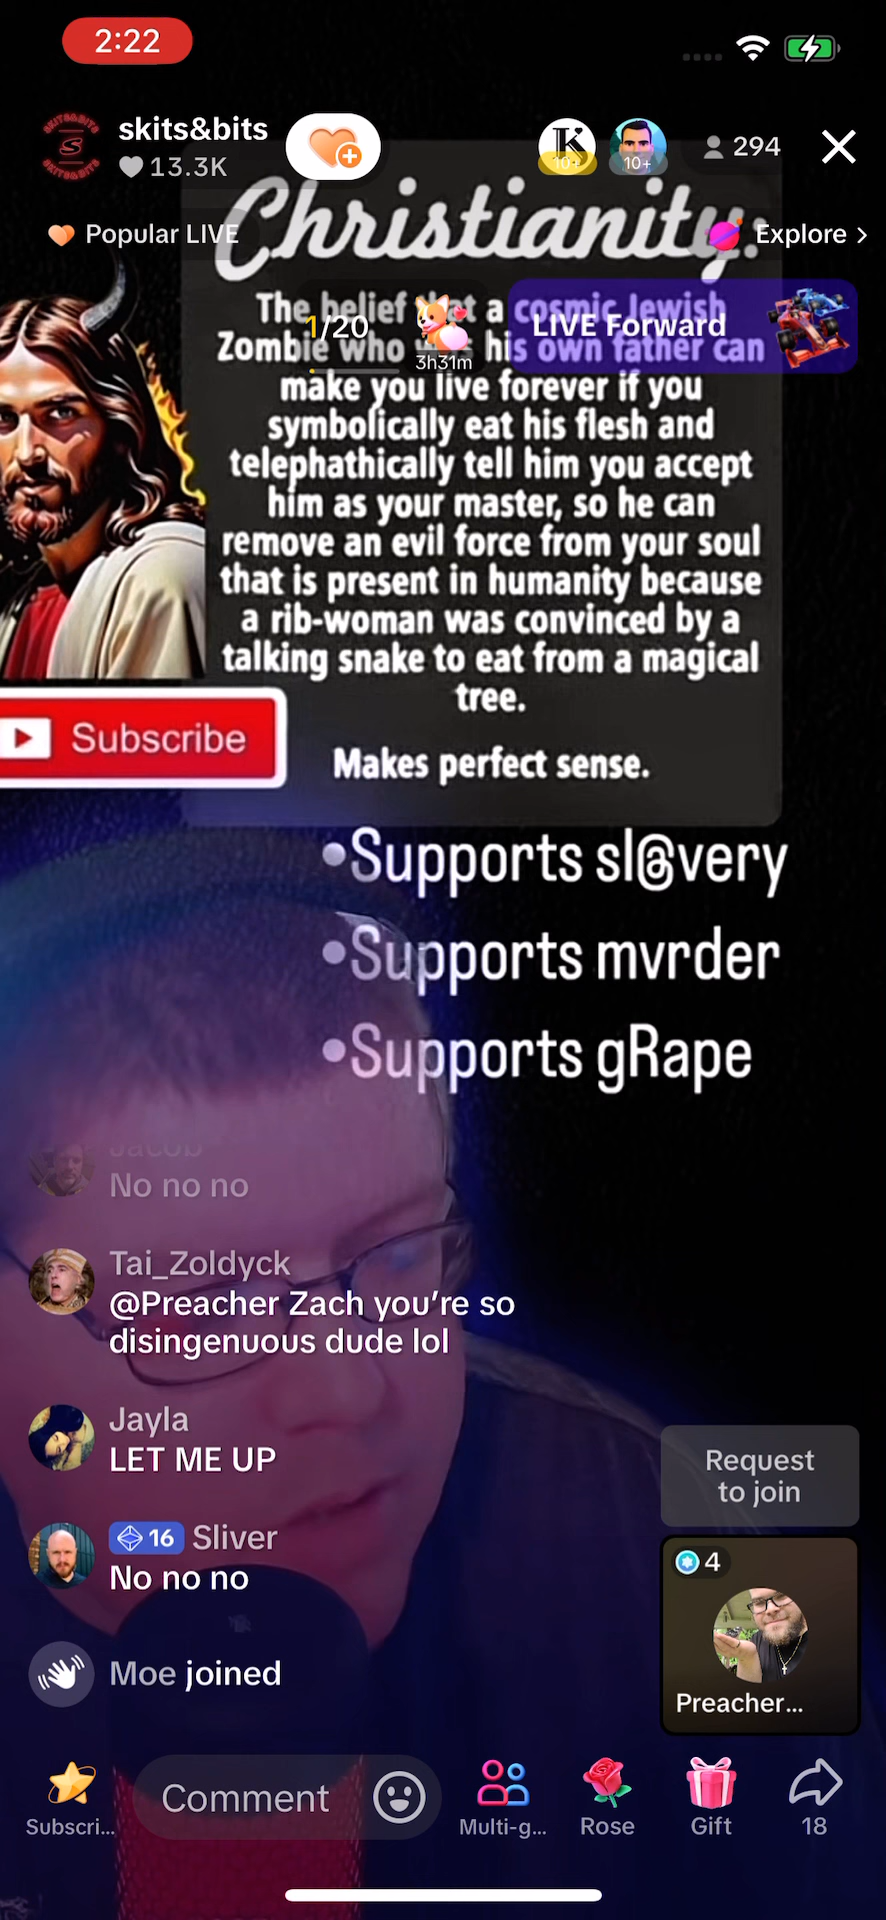 2:22
skits&bits
13.3K
10+
10+
294
Popular LIVE
Explore >
Christianity:
The belief that a cosmic Jewish
1/20
LIVE Forward
Zombie who his own father can
3h31m
make you live forever if you
symbolically eat his flesh and
telephathically tell him you accept
him as your master, so he can
remove an evil force from your soul
that is present in humanity because
a rib-woman was convinced by a
talking snake to eat from a magical
tree.
Subscribe
Makes perfect sense.
•Supports sl@very
•Supports mvrder
•Supports gRape
Jacob
No no no
Tai_Zoldyck
@Preacher Zach you're so
disingenuous dude lol
Jayla
LET ME UP
Request
to join
16 Sliver
No no no
4
Moe joined
Preacher...
Comment
Subscri...
Multi-g...
Rose
Gift
18